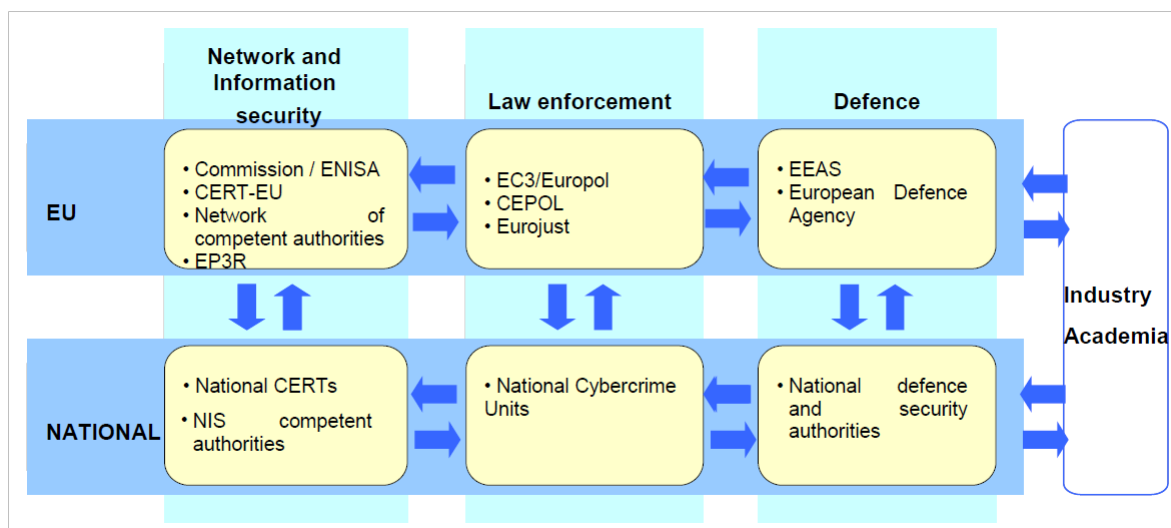 Network and
Information
security
Law enforcement
Defence
EU
• Commission / ENISA
• CERT-EU
• Network of
competent authorities
• EP3R
• EC3/Europol
• CEPOL
• Eurojust
• EEAS
• European Defence
Agency
Industry
Academia
NATIONAL
• National CERTs
• NIS competent
authorities
• National Cybercrime
Units
• National defence
and security
authorities